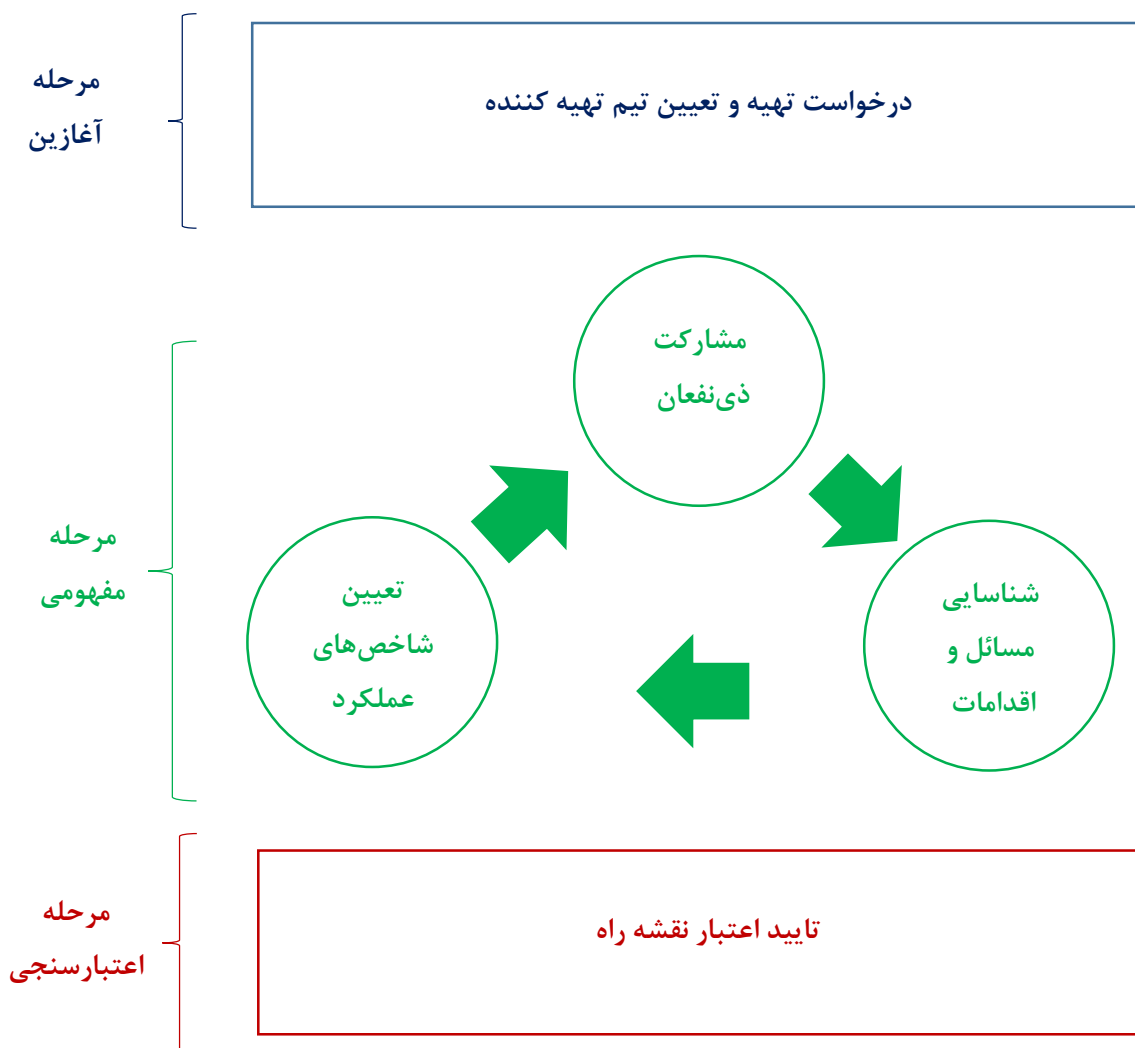 مرحله
آغازین
درخواست تهیه و تعیین تیم تهیه کننده
مشارکت
ذی‌نفعان
شناسایی
مسائل و
اقدامات
تعیین
شاخص‌های
عملکرد
مرحله
مفهومی
مرحله
اعتبارسنجی
تایید اعتبار نقشه راه